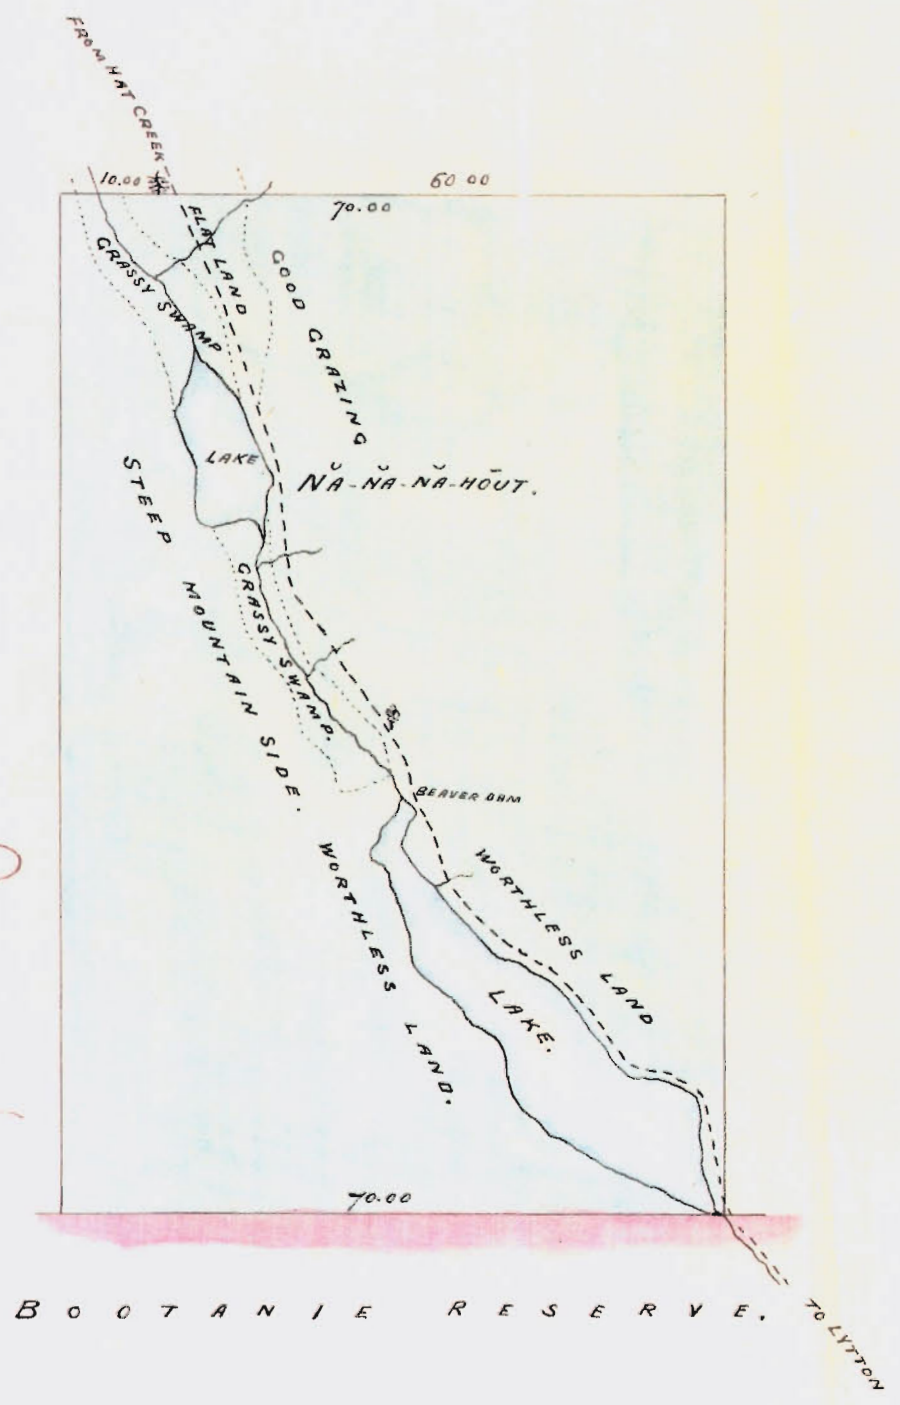 FROM HAT CREEK
10.00
60.00
70.00
FLAT LAND
GRASSY SWAMP
GOOD GRAZING
LAKE
NĂ-NĂ-NĂ-HŌUT.
STEEP MOUNTAIN SIDE.
GRASSY SWAMP.
BEAVER DAM
WORTHLESS LAND
WORTHLESS LAND.
LAKE.
70.00
BOOTANIE RESERVE.
TO LYTTON